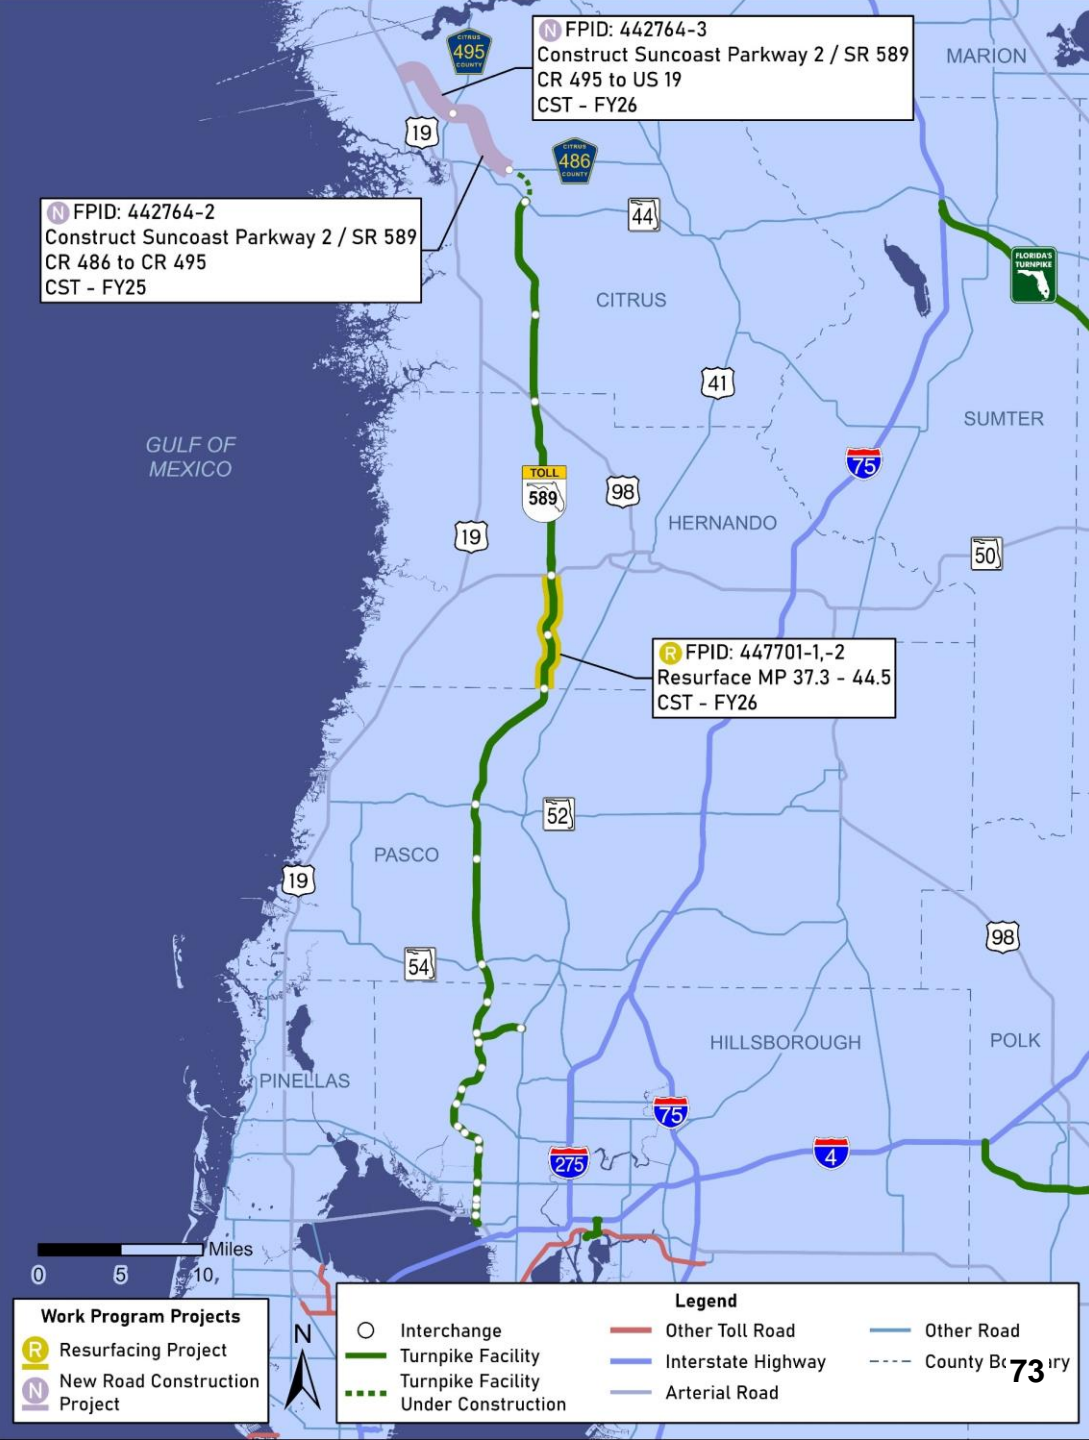 N FPID: 442764-3
Construct Suncoast Parkway 2 / SR 589
CR 495 to US 19
CST - FY26
CITRUS
495
COUNTY
MARION
19
CITRUS
486
COUNTY
N FPID: 442764-2
Construct Suncoast Parkway 2 / SR 589
CR 486 to CR 495
CST - FY25
44
FLORIDA'S
TURNPIKE
CITRUS
41
SUMTER
GULF OF
MEXICO
75
TOLL
589
98
HERNANDO
19
50
R FPID: 447701-1,-2
Resurface MP 37.3 - 44.5
CST - FY26
52
PASCO
19
98
54
HILLSBOROUGH
POLK
PINELLAS
75
4
275
Miles
0 5 10,
Work Program Projects
R Resurfacing Project
N New Road Construction
Project
N
Legend
Interchange
Turnpike Facility
Turnpike Facility
Under Construction
Other Toll Road
Interstate Highway
Arterial Road
Other Road
County
73